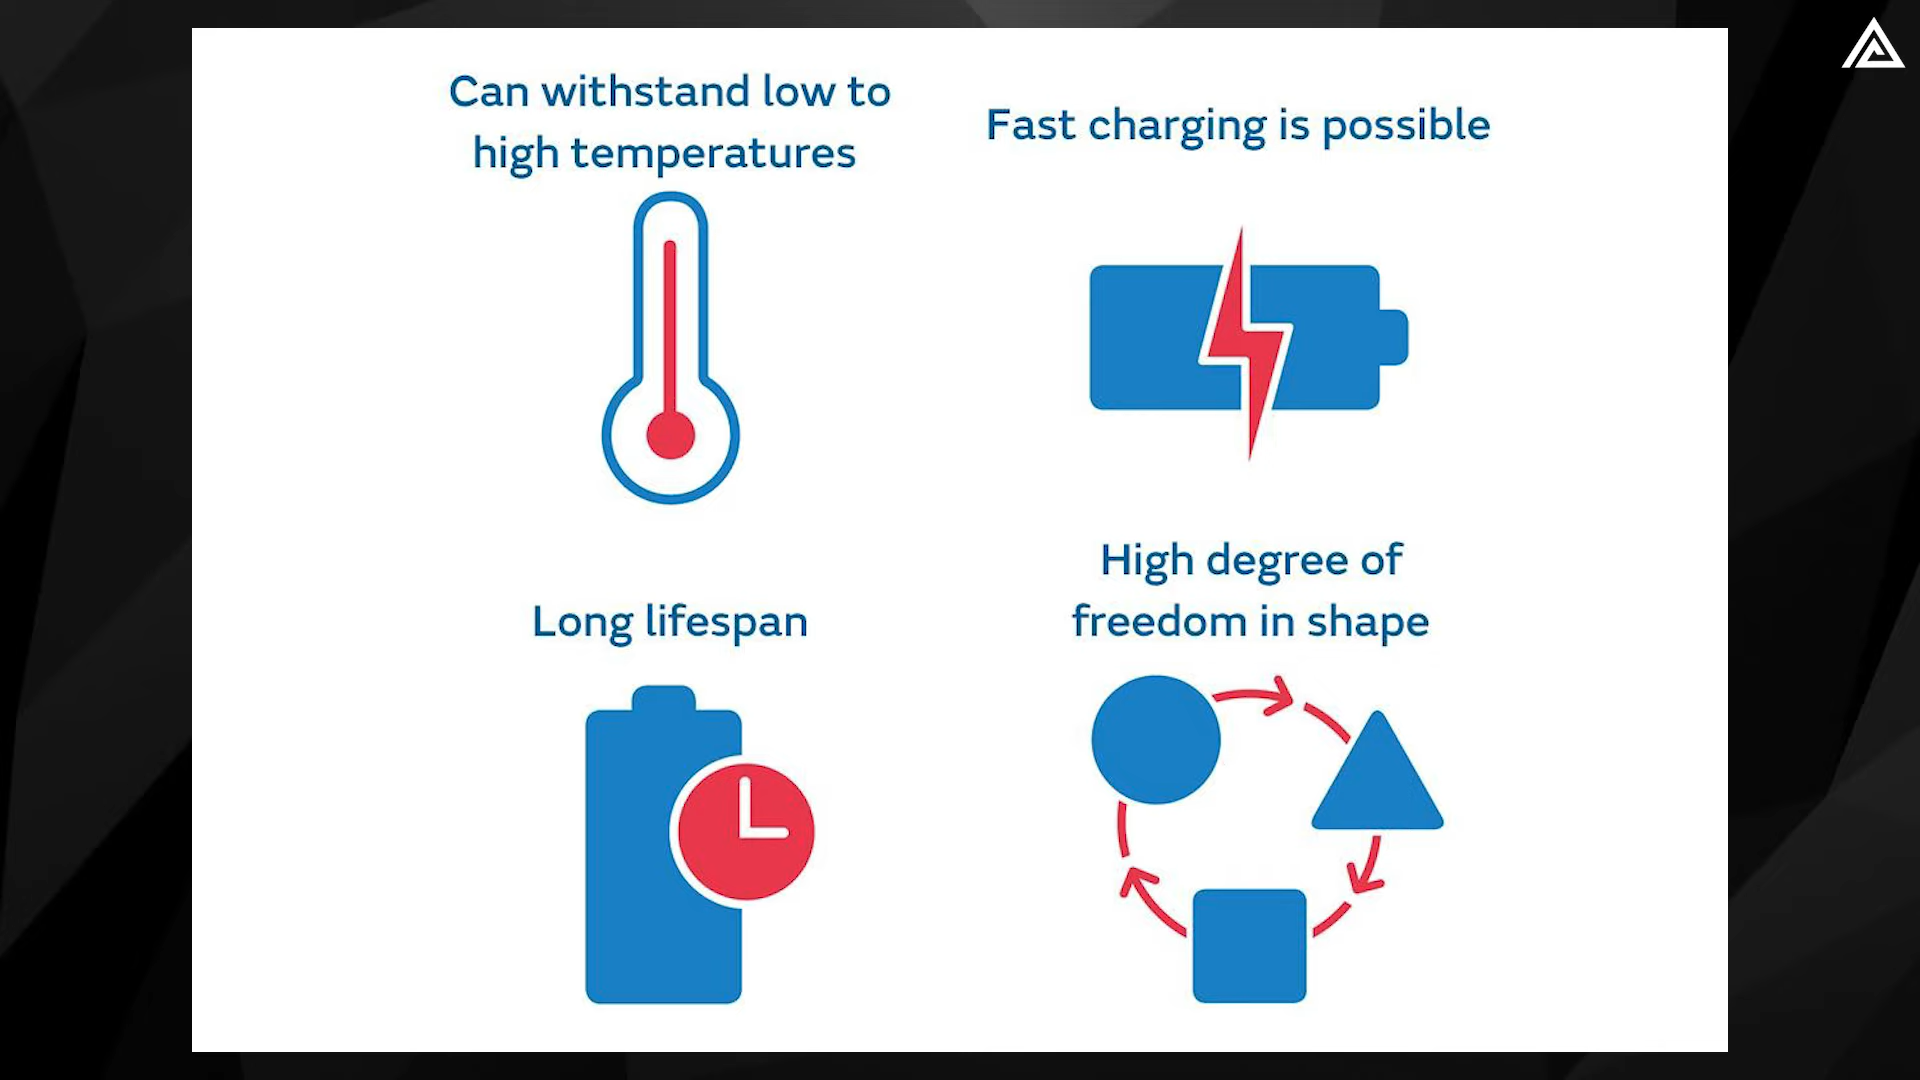 Can withstand low to
high temperatures
Fast charging is possible
Long lifespan
High degree of
freedom in shape